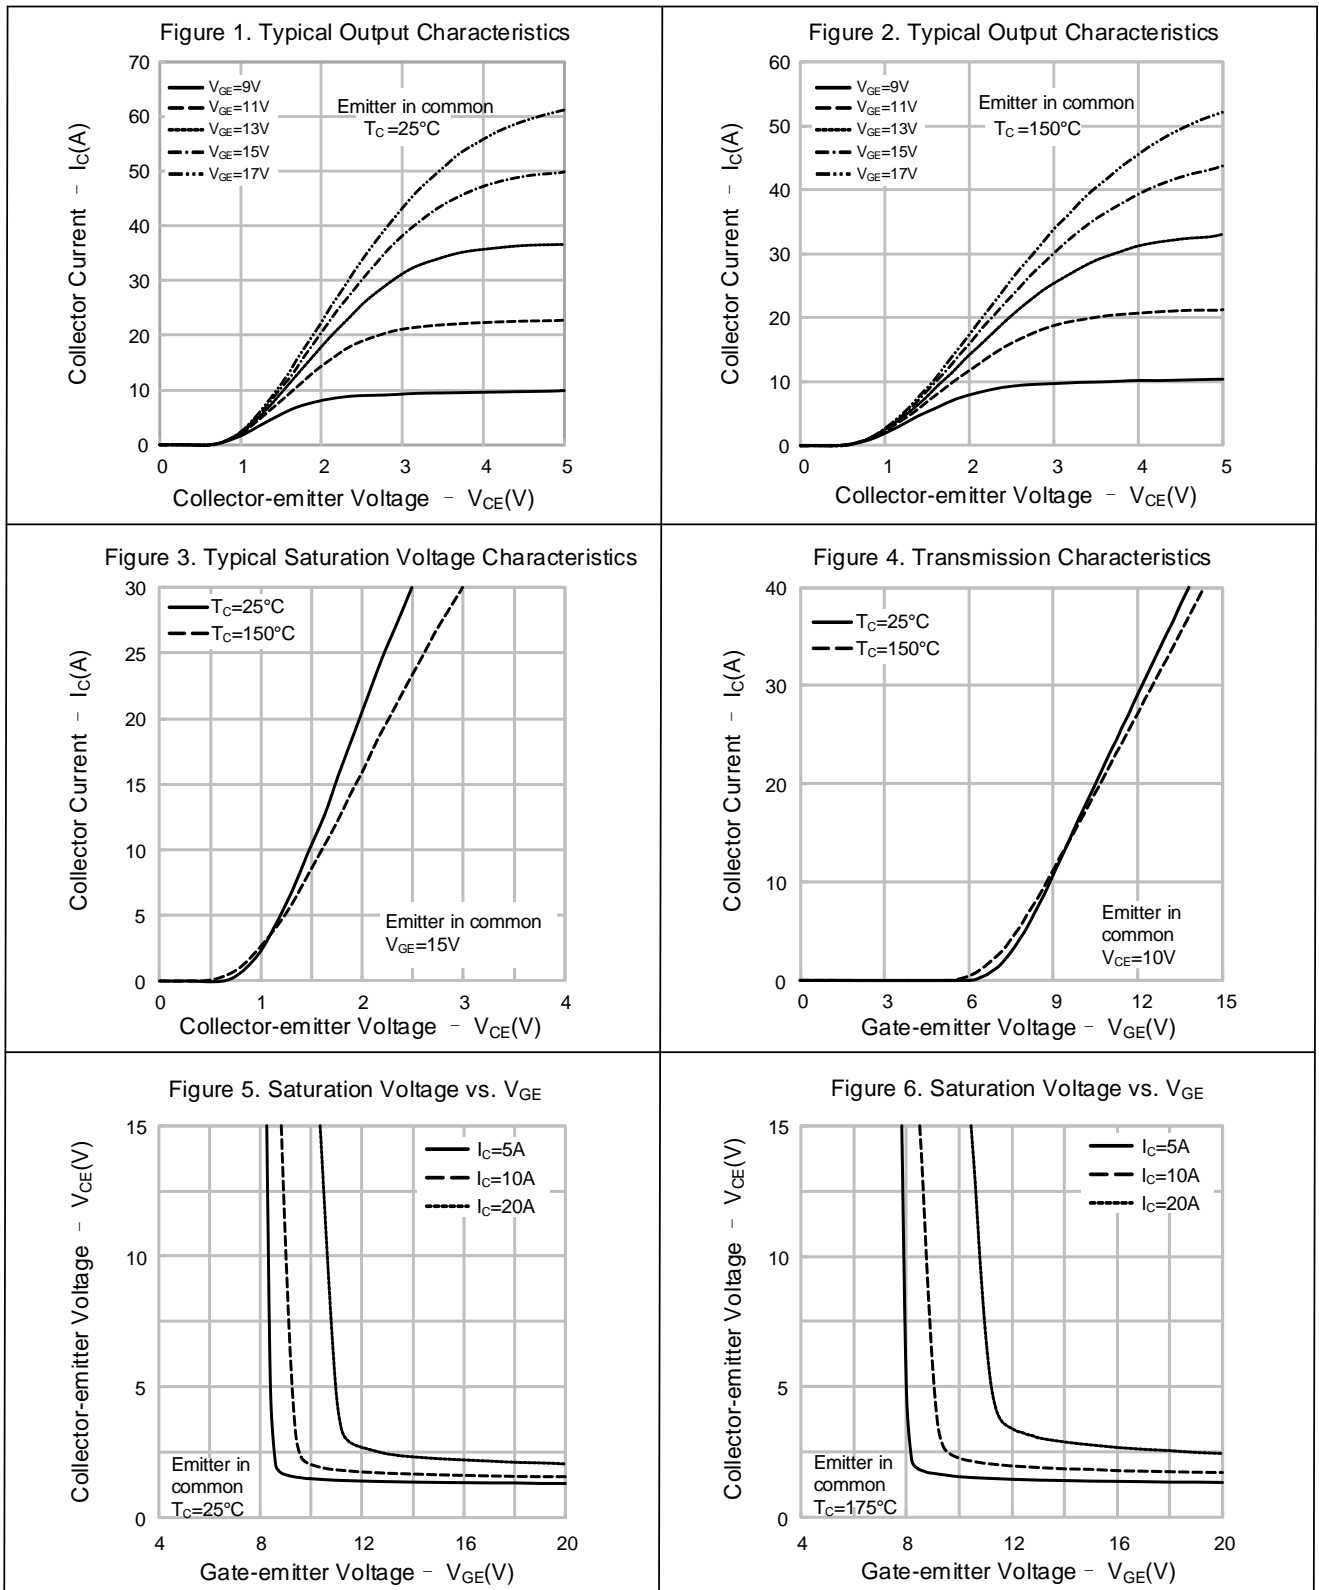 Figure 1. Typical Output Characteristics
70
60
50
40
30
20
10
0
Collector Current － IC(A)
VGE=9V
VGE=11V
VGE=13V
VGE=15V
VGE=17V
Emitter in common
TC =25°C
0 1 2 3 4 5
Collector-emitter Voltage － VCE(V)
Figure 2. Typical Output Characteristics
60
50
40
30
20
10
0
Collector Current － IC(A)
VGE=9V
VGE=11V
VGE=13V
VGE=15V
VGE=17V
Emitter in common
TC =150°C
0 1 2 3 4 5
Collector-emitter Voltage － VCE(V)
Figure 3. Typical Saturation Voltage Characteristics
30
25
20
15
10
5
0
Collector Current － IC(A)
TC=25°C
TC=150°C
Emitter in common
VGE=15V
0 1 2 3 4
Collector-emitter Voltage － VCE(V)
Figure 4. Transmission Characteristics
40
30
20
10
0
Collector Current － IC(A)
TC=25°C
TC=150°C
Emitter in
common
VCE=10V
0 3 6 9 12 15
Gate-emitter Voltage － VGE(V)
Figure 5. Saturation Voltage vs. VGE
15
10
5
0
Collector-emitter Voltage － VCE(V)
IC=5A
IC=10A
IC=20A
Emitter in
common
TC=25°C
4 8 12 16 20
Gate-emitter Voltage － VGE(V)
Figure 6. Saturation Voltage vs. VGE
15
10
5
0
Collector-emitter Voltage － VCE(V)
IC=5A
IC=10A
IC=20A
Emitter in
common
TC=175°C
4 8 12 16 20
Gate-emitter Voltage － VGE(V)